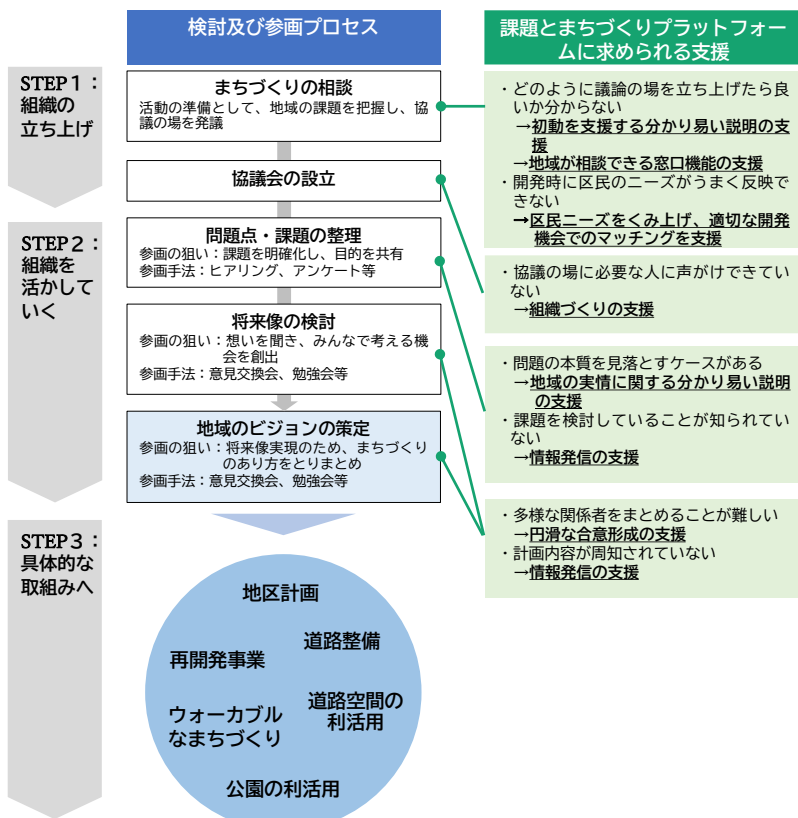 検討及び参画プロセス
課題とまちづくりプラットフォー
ムに求められる支援
STEP1：
組織の
立ち上げ
まちづくりの相談
活動の準備として、地域の課題を把握し、協
議の場を発議
協議会の設立
・どのように議論の場を立ち上げたら良
いか分からない
→初動を支援する分かり易い説明の支
援
→地域が相談できる窓口機能の支援
・開発時に区民のニーズがうまく反映で
きない
→区民ニーズをくみ上げ、適切な開発
機会でのマッチングを支援
STEP2：
組織を
活かして
いく
問題点・課題の整理
参画の狙い：課題を明確化し、目的を共有
参画手法：ヒアリング、アンケート等
将来像の検討
参画の狙い：想いを聞き、みんなで考える機
会を創出
参画手法：意見交換会、勉強会等
地域のビジョンの策定
参画の狙い：将来像実現のため、まちづくり
のあり方をとりまとめ
参画手法：意見交換会、勉強会等
・協議の場に必要な人に声がけできてい
ない
→組織づくりの支援
・問題の本質を見落とすケースがある
→地域の実情に関する分かり易い説明
の支援
・課題を検討していることが知られてい
ない
→情報発信の支援
・多様な関係者をまとめることが難しい
→円滑な合意形成の支援
・計画内容が周知されていない
→情報発信の支援
STEP3：
具体的な
取組みへ
地区計画
道路整備
再開発事業
道路空間の
利活用
ウォーカブル
なまちづくり
公園の利活用